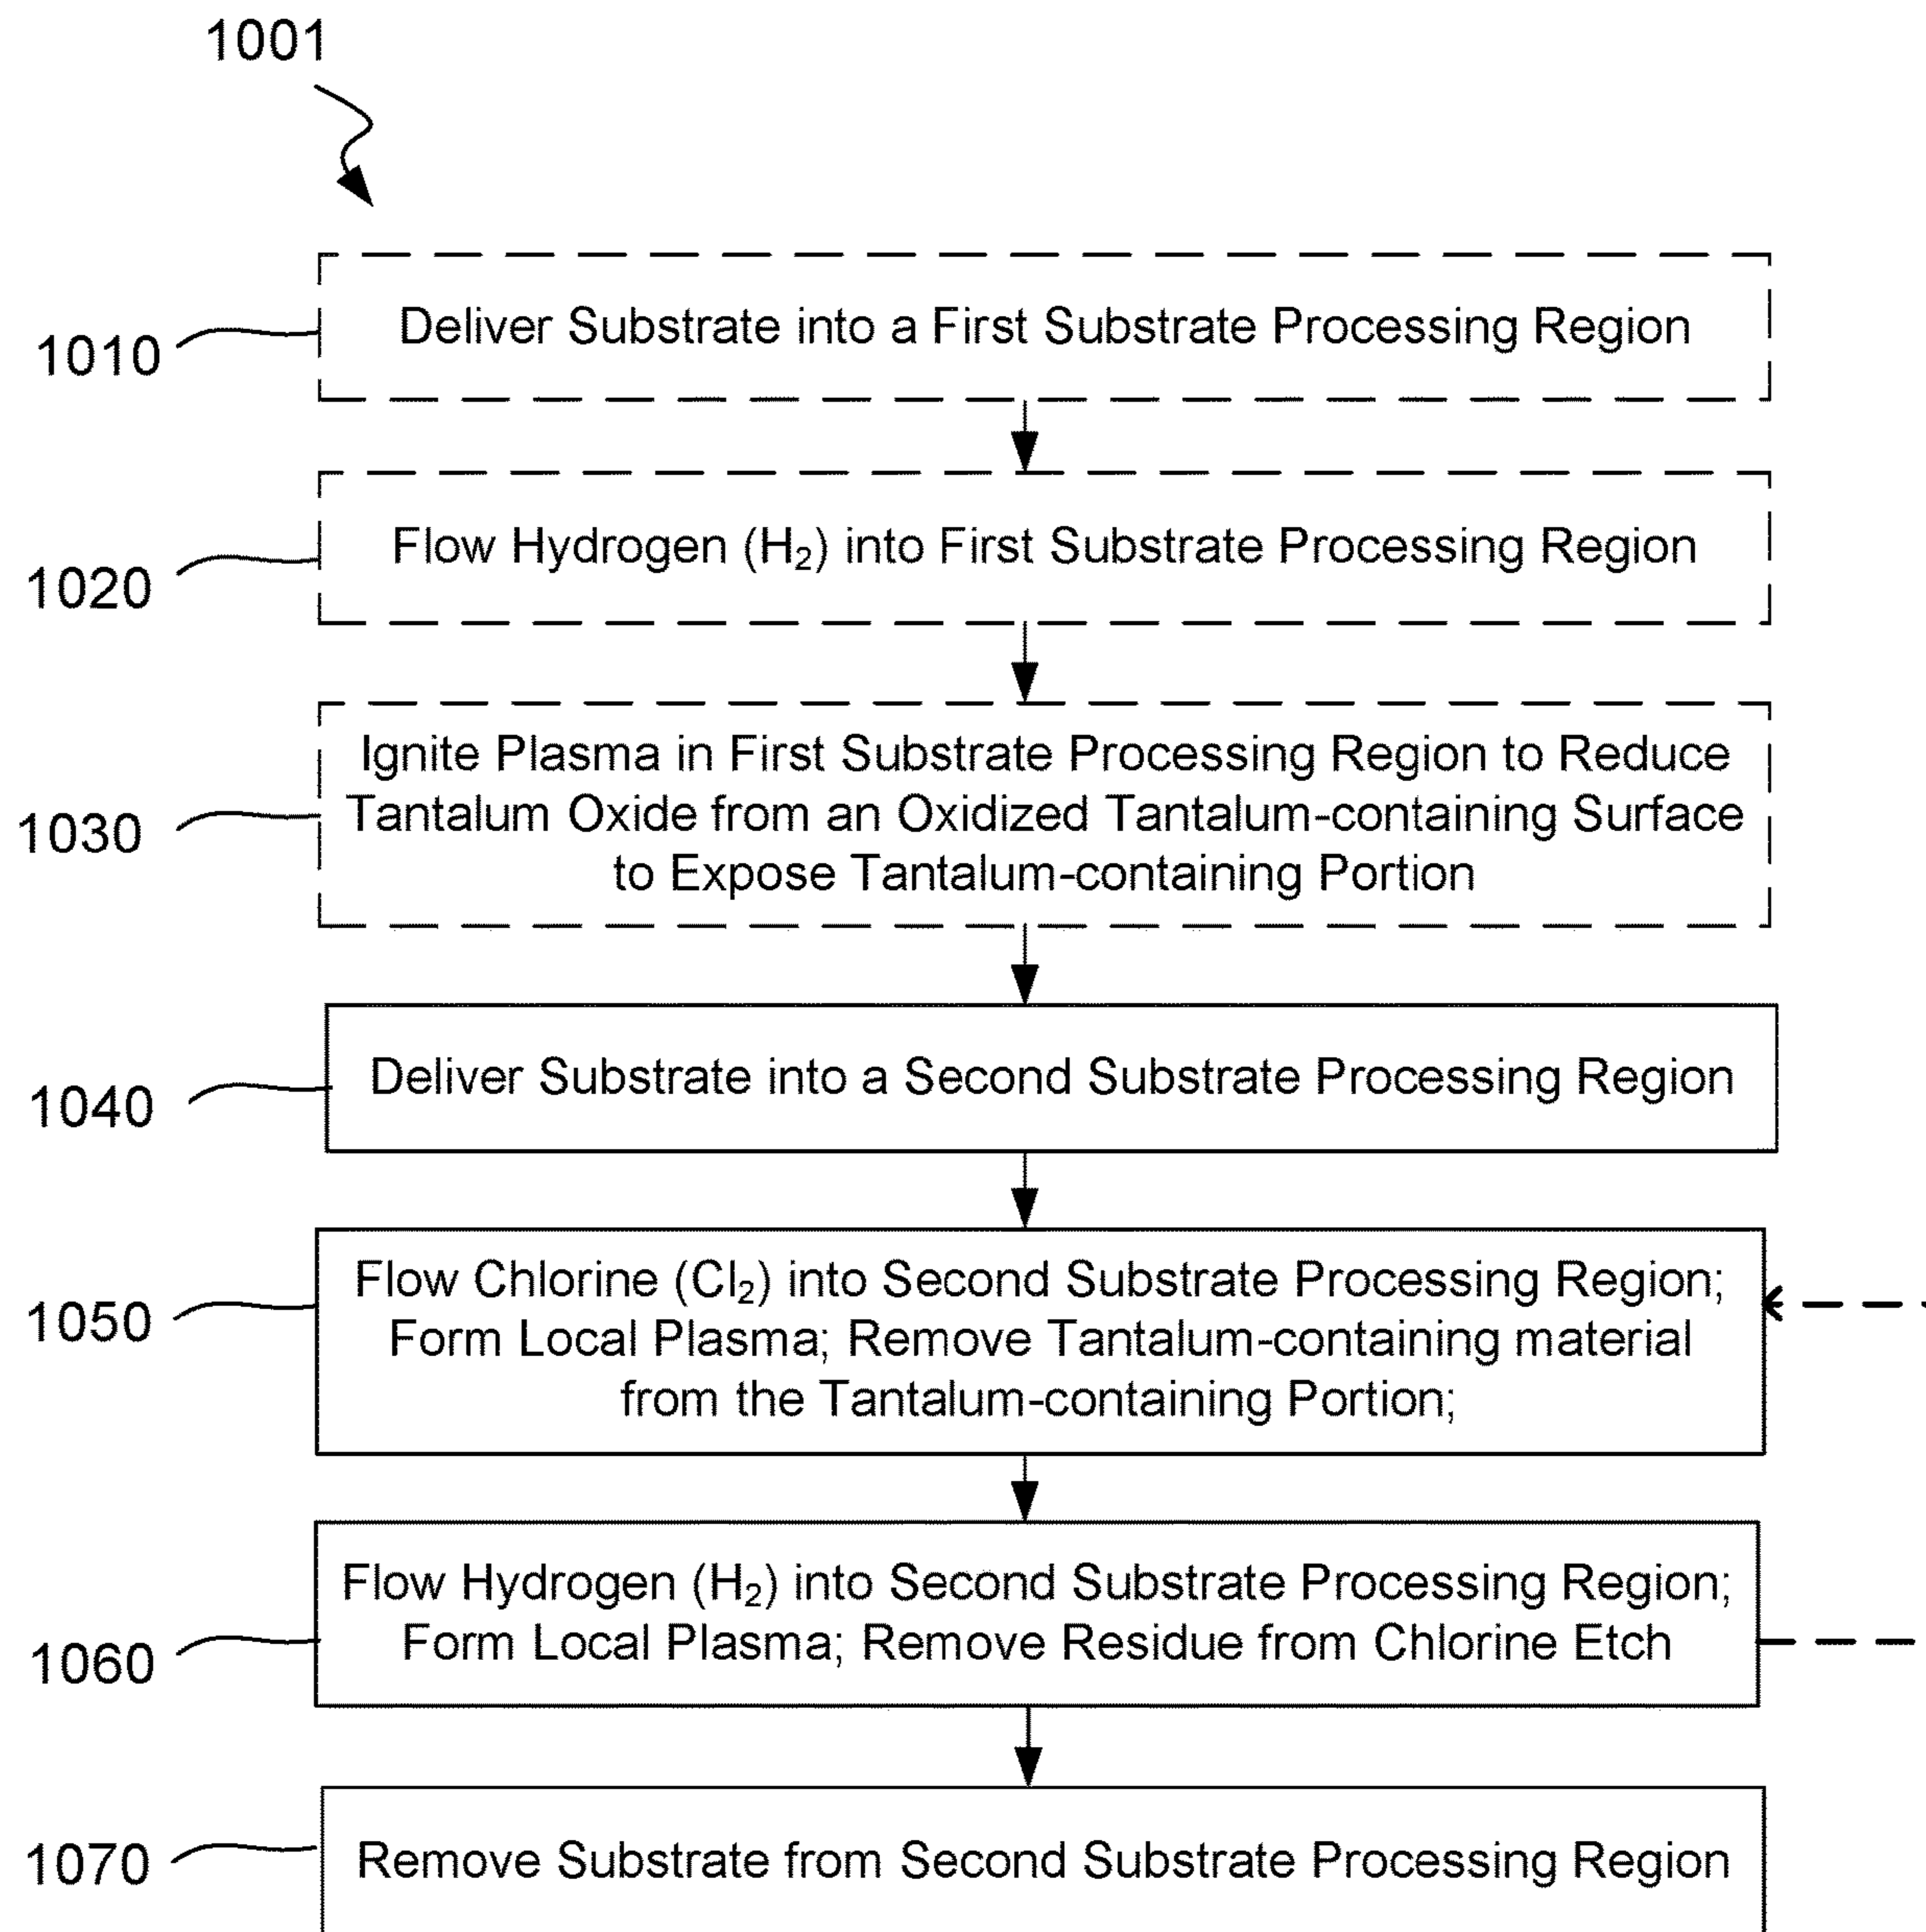 1001
1010
Deliver Substrate into a First Substrate Processing Region
1020
Flow Hydrogen (H₂) into First Substrate Processing Region
1030
Ignite Plasma in First Substrate Processing Region to Reduce
Tantalum Oxide from an Oxidized Tantalum-containing Surface
to Expose Tantalum-containing Portion
1040
Deliver Substrate into a Second Substrate Processing Region
1050
Flow Chlorine (Cl₂) into Second Substrate Processing Region;
Form Local Plasma; Remove Tantalum-containing material
from the Tantalum-containing Portion;
1060
Flow Hydrogen (H₂) into Second Substrate Processing Region;
Form Local Plasma; Remove Residue from Chlorine Etch
1070
Remove Substrate from Second Substrate Processing Region